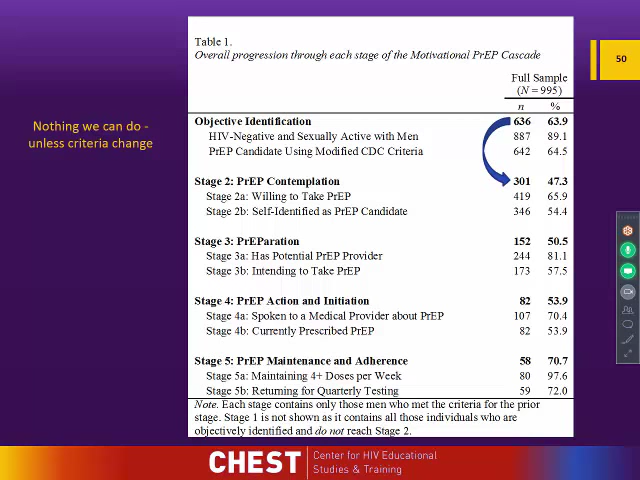 50
Nothing we can do -
unless criteria change
Table 1.
Overall progression through each stage of the Motivational PrEP Cascade
Full Sample
(N = 995)
n %
Objective Identification 636 63.9
HIV-Negative and Sexually Active with Men 887 89.1
PrEP Candidate Using Modified CDC Criteria 642 64.5
Stage 2: PrEP Contemplation 301 47.3
Stage 2a: Willing to Take PrEP 419 65.9
Stage 2b: Self-Identified as PrEP Candidate 346 54.4
Stage 3: PrEParation 152 50.5
Stage 3a: Has Potential PrEP Provider 244 81.1
Stage 3b: Intending to Take PrEP 173 57.5
Stage 4: PrEP Action and Initiation 82 53.9
Stage 4a: Spoken to a Medical Provider about PrEP 107 70.4
Stage 4b: Currently Prescribed PrEP 82 53.9
Stage 5: PrEP Maintenance and Adherence 58 70.7
Stage 5a: Maintaining 4+ Doses per Week 80 97.6
Stage 5b: Returning for Quarterly Testing 59 72.0
Note. Each stage contains only those men who met the criteria for the prior
stage. Stage 1 is not shown as it contains all those individuals who are
objectively identified and do not reach Stage 2.
CHEST
Center for HIV Educational
Studies & Training